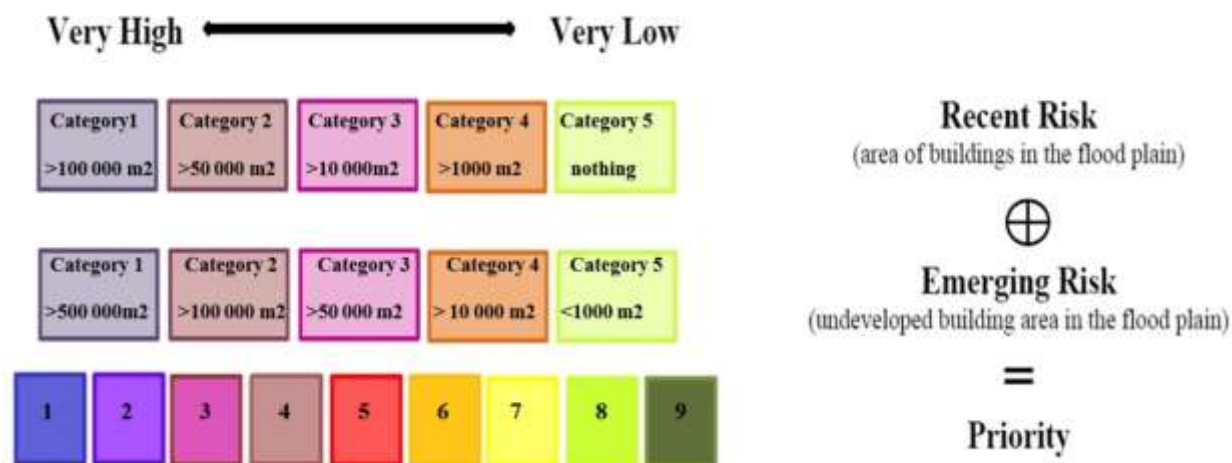 Very High Very Low
Category1 Category 2 Category 3 Category 4 Category 5
>100 000 m2 >50 000 m2 >10 000m2 >1000 m2 nothing
Recent Risk
(area of buildings in the flood plain)
Category 1 Category 2 Category 3 Category 4 Category 5
>500 000m2 >100 000 m2 >50 000 m2 > 10 000 m2 <1000 m2
Emerging Risk
(undeveloped building area in the flood plain)
=
1 2 3 4 5 6 7 8 9
Priority